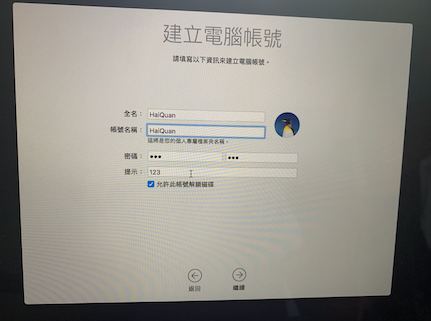 建立電腦帳號
請填寫以下資訊來建立電腦帳號。
全名： HaiQuan
帳號名稱： HaiQuan
這將是您的個人專屬檔案夾名稱。
密碼： ••• •••
提示： 123
允許此帳號解鎖磁碟
返回 繼續